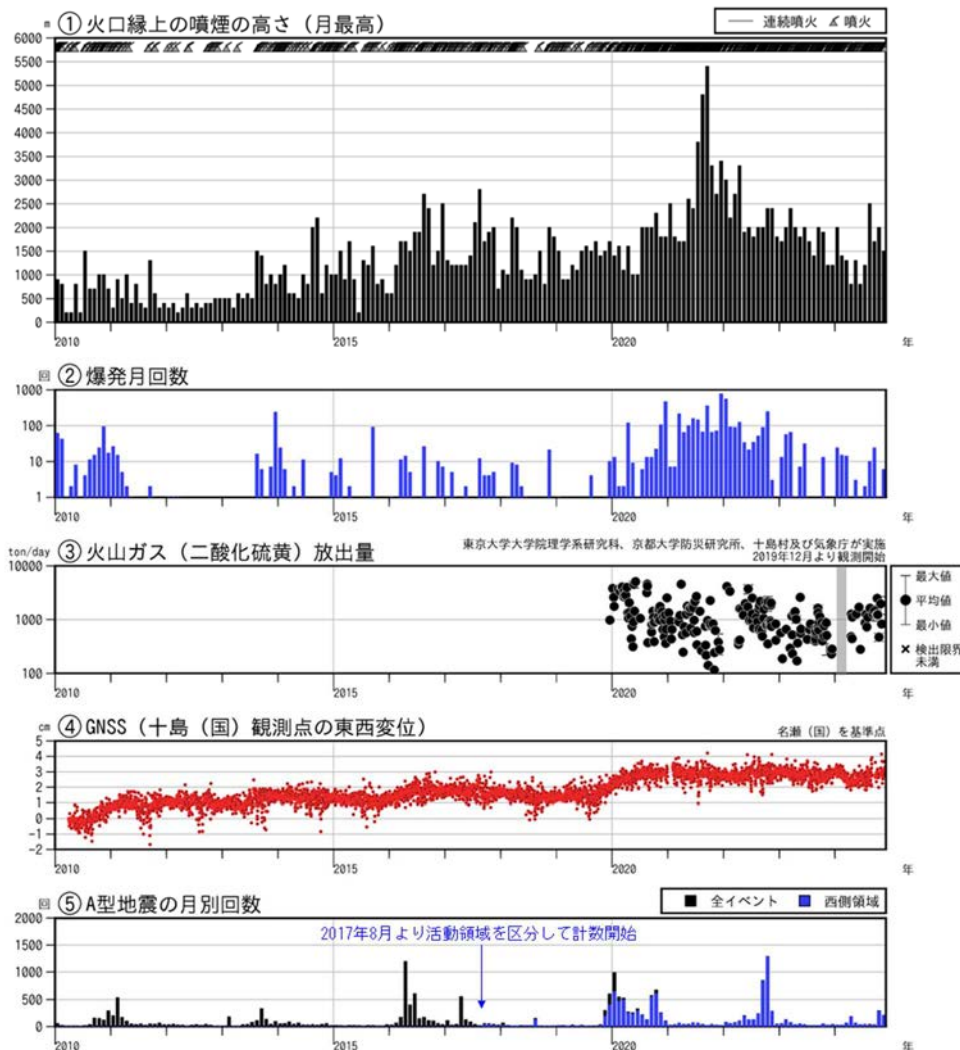 m ①火口縁上の噴煙の高さ（月最高）
連続噴火 噴火
6000
5500
5000
4500
4000
3500
3000
2500
2000
1500
1000
500
0
2010 2015 2020 年
回 ②爆発月回数
1000
100
10
1
2010 2015 2020 年
ton/day ③火山ガス（二酸化硫黄）放出量
東京大学大学院理学系研究科、京都大学防災研究所、十島村及び気象庁が実施
2019年12月より観測開始
10000
1000
100
最大値
平均値
最小値
× 検出限界
未満
2010 2015 2020 年
cm ④GNSS（十島（国）観測点の東西変位）
名瀬（国）を基準点
5
4
3
2
1
0
-1
-2
2010 2015 2020 年
回 ⑤A型地震の月別回数
全イベント 西側領域
2017年8月より活動領域を区分して計数開始
2000
1500
1000
500
0
2010 2015 2020 年